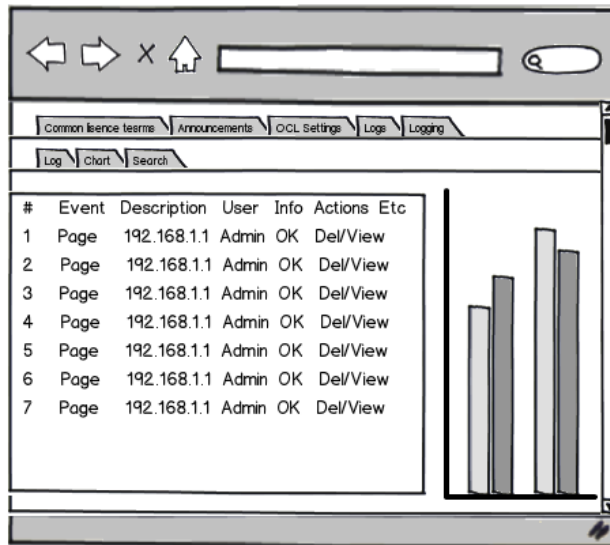 Common lisence tesrms Announcements OCL Settings Logs Logging
Log Chart Search
# Event Description User Info Actions Etc
1 Page 192.168.1.1 Admin OK Del/View
2 Page 192.168.1.1 Admin OK Del/View
3 Page 192.168.1.1 Admin OK Del/View
4 Page 192.168.1.1 Admin OK Del/View
5 Page 192.168.1.1 Admin OK Del/View
6 Page 192.168.1.1 Admin OK Del/View
7 Page 192.168.1.1 Admin OK Del/View